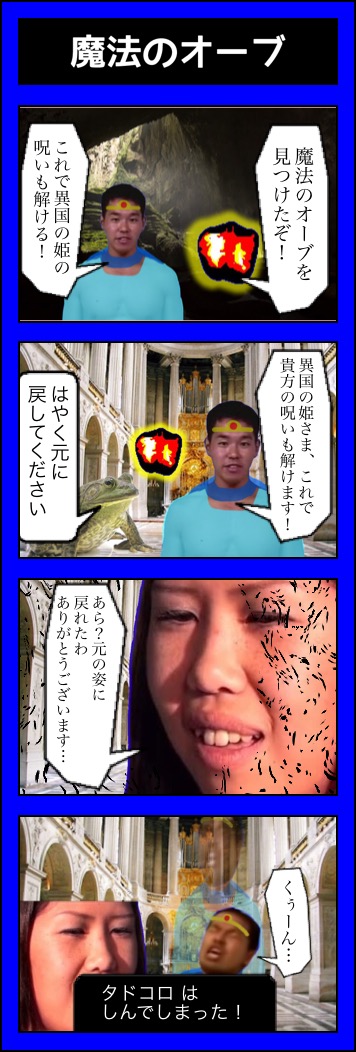 魔法のオーブ
魔法のオーブを
見つけたぞ！
これで異国の姫の
呪いも解ける！
異国の姫さま、これで
貴方の呪いも解けます！
はやく元に
戻してください
あら？元の姿に
戻れたわ
ありがとうございます…
くぅーん…
タドコロ は
しんでしまった！